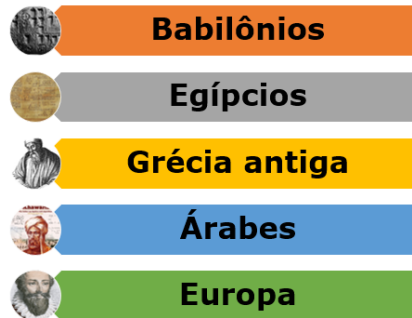 Babilônios
Egípcios
Grécia antiga
Árabes
Europa